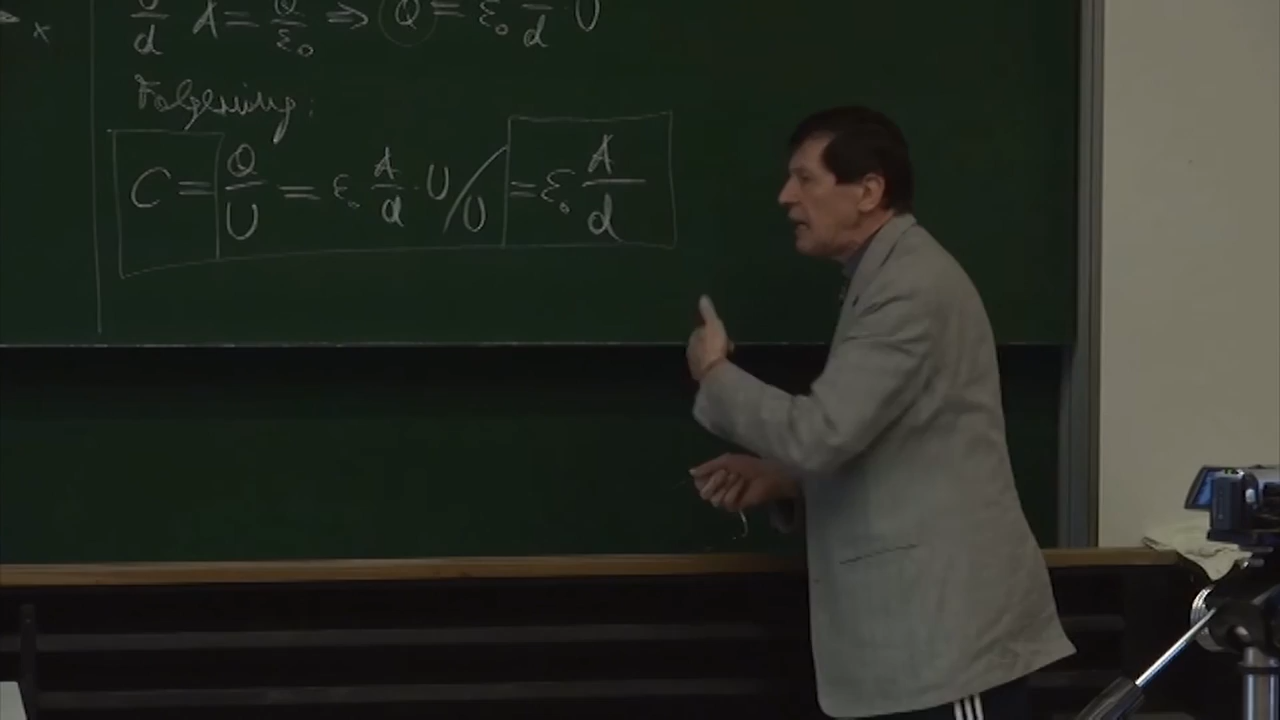 x
U/d A = Q/ε₀ ⇒ Q = ε₀ A/d · U
Folgerung:
C = Q/U = ε₀ A/d · U/U = ε₀ A/d